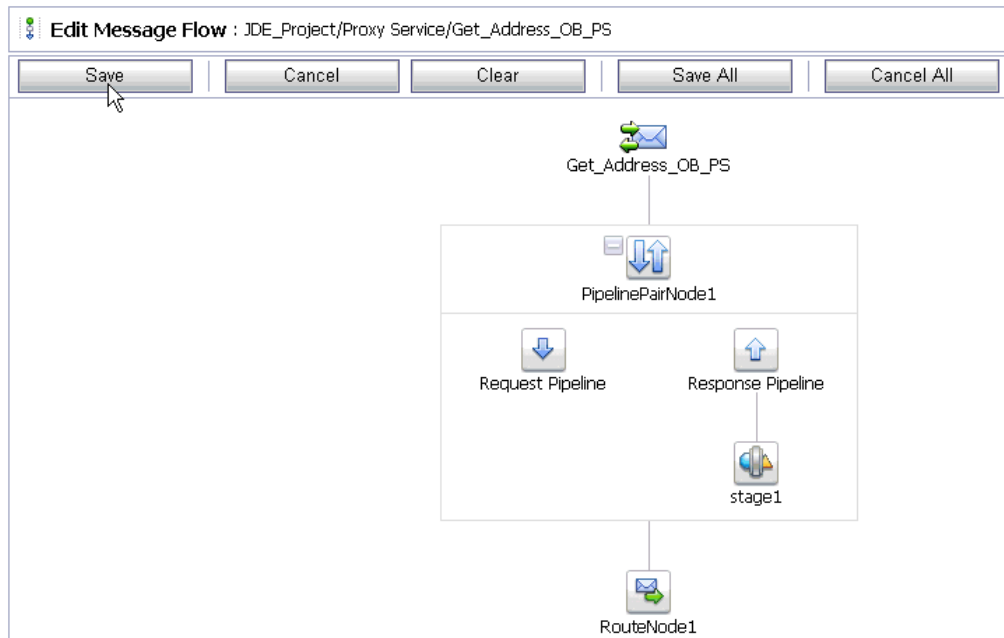 Edit Message Flow : JDE_Project/Proxy Service/Get_Address_OB_PS
Save Cancel Clear Save All Cancel All
Get_Address_OB_PS
PipelinePairNode1
Request Pipeline Response Pipeline
stage1
RouteNode1